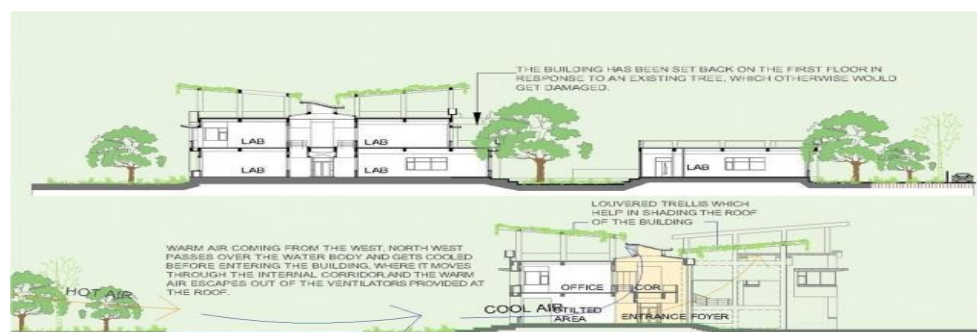 THE BUILDING HAS BEEN SET BACK ON THE FIRST FLOOR IN
RESPONSE TO AN EXISTING TREE, WHICH OTHERWISE WOULD
GET DAMAGED.
LAB
LAB
LAB
LAB
LAB
LOUVERED TRELLIS WHICH
HELP IN SHADING THE ROOF
OF THE BUILDING
WARM AIR COMING FROM THE WEST, NORTH WEST
PASSES OVER THE WATER BODY AND GETS COOLED
BEFORE ENTERING THE BUILDING, WHERE IT MOVES
THROUGH THE INTERNAL CORRIDOR,AND THE WARM
AIR ESCAPES OUT OF THE VENTILATORS PROVIDED AT
THE ROOF.
HOT AIR
OFFICE
COR.
COOL AIR
STILTED
AREA
ENTRANCE FOYER